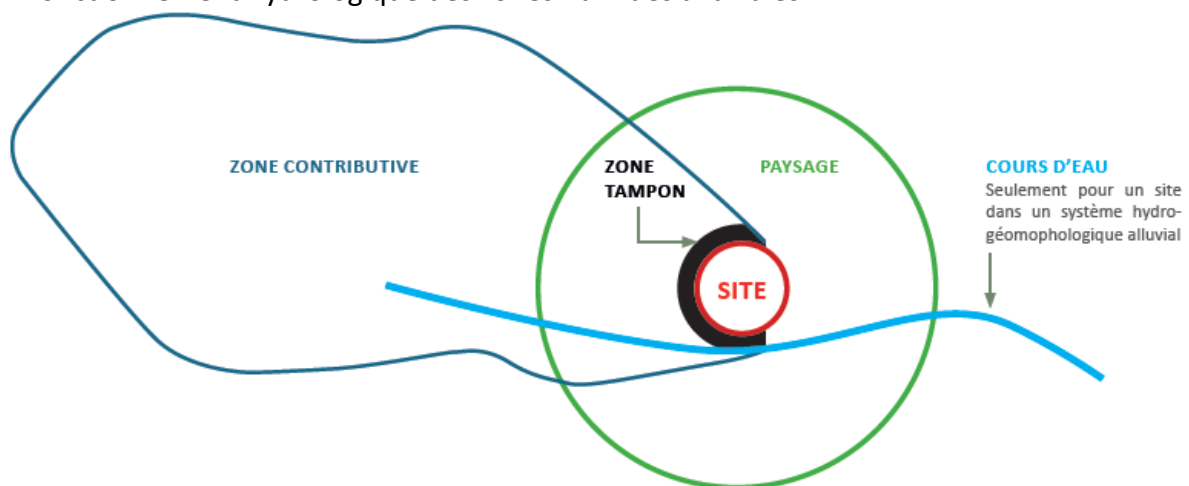 ZONE CONTRIBUTIVE
ZONE
TAMPON
PAYSAGE
COURS D'EAU
Seulement pour un site
dans un système hydro-
géomophologique alluvial
SITE